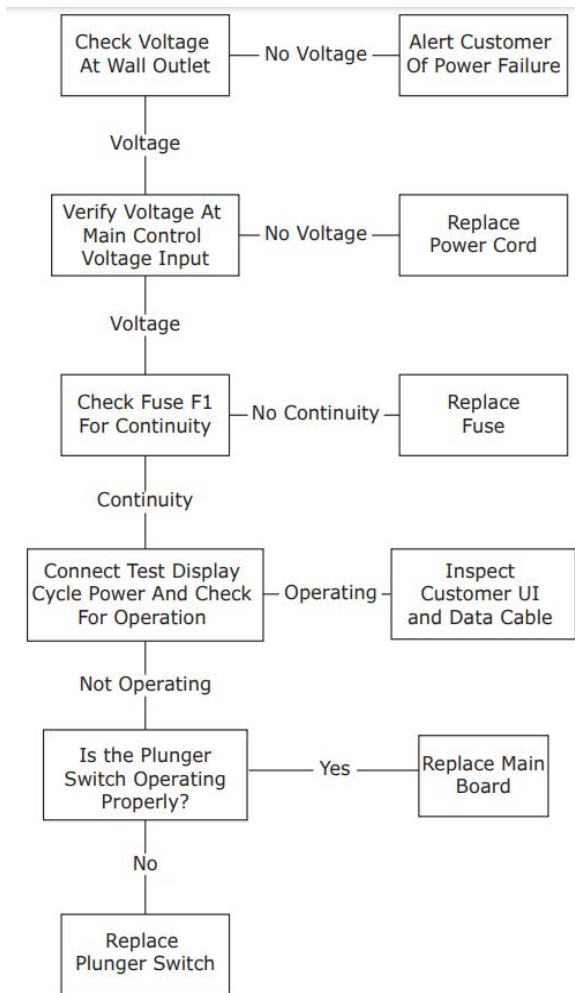 Check Voltage
At Wall Outlet
No Voltage
Alert Customer
Of Power Failure
Voltage
Verify Voltage At
Main Control
Voltage Input
No Voltage
Replace
Power Cord
Voltage
Check Fuse F1
For Continuity
No Continuity
Replace
Fuse
Continuity
Connect Test Display
Cycle Power And Check
For Operation
Operating
Inspect
Customer UI
and Data Cable
Not Operating
Is the Plunger
Switch Operating
Properly?
Yes
Replace Main
Board
No
Replace
Plunger Switch